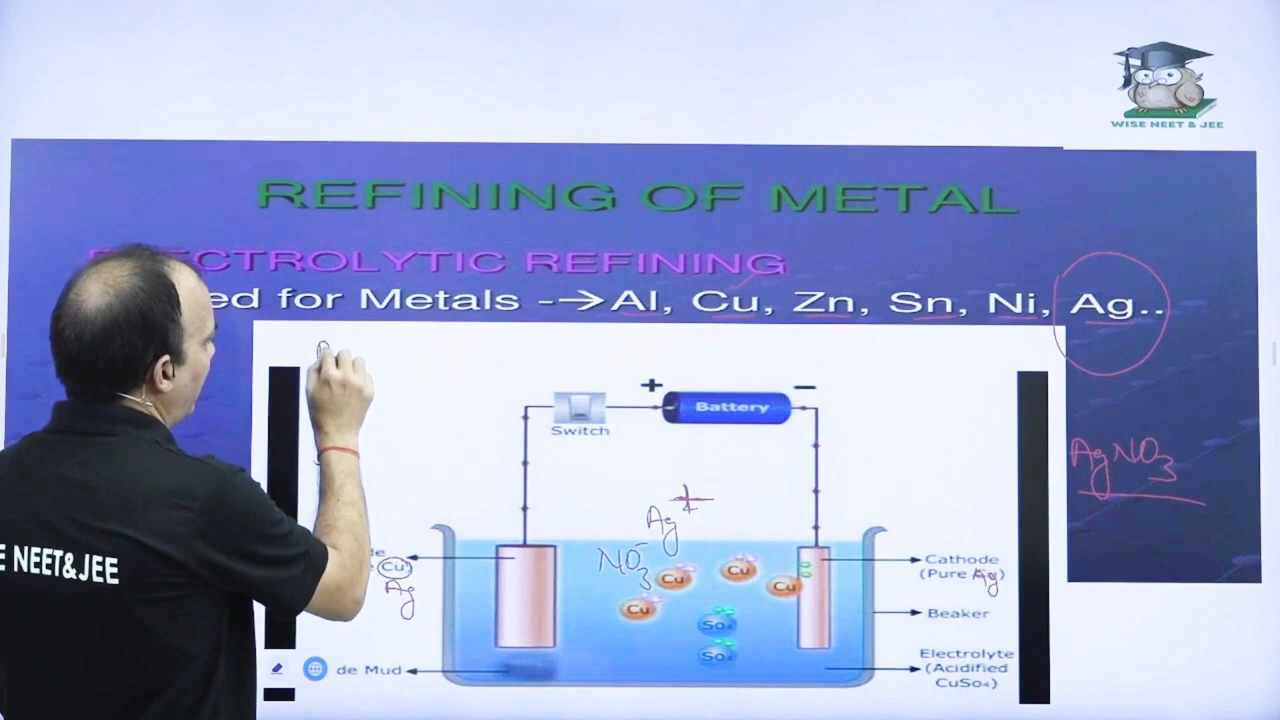 WISE NEET & JEE
REFINING OF METAL
ECTROLYTIC REFINING
ed for Metals --→ Al, Cu, Zn, Sn, Ni, Ag..
+
Battery
−
Switch
AgNO3
Ag+
NO3-
de
Cu
Ag
Cu
Cu
Cu
Cu
So4
So4
Cathode
(Pure Ag)
Beaker
Electrolyte
(Acidified
CuSo4)
de Mud
E NEET&JEE